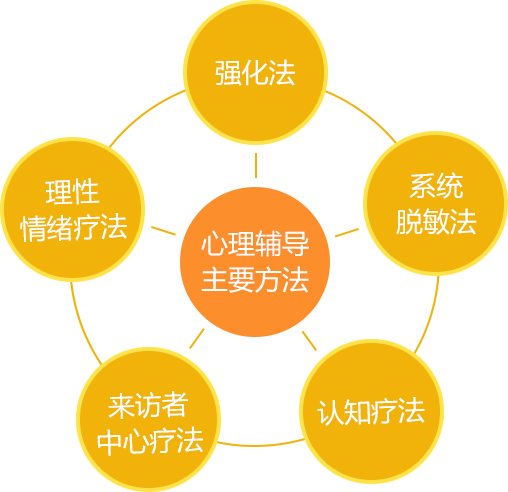 强化法
系统
脱敏法
认知疗法
来访者
中心疗法
理性
情绪疗法
心理辅导
主要方法